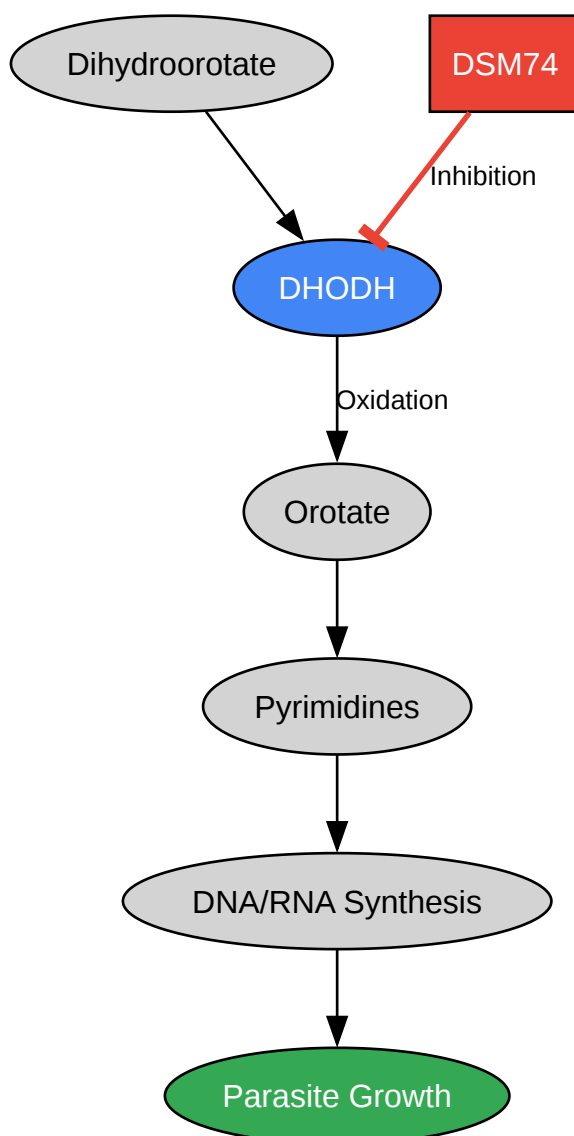 Dihydroorotate
DSM74
Inhibition
DHODH
Oxidation
Orotate
Pyrimidines
DNA/RNA Synthesis
Parasite Growth